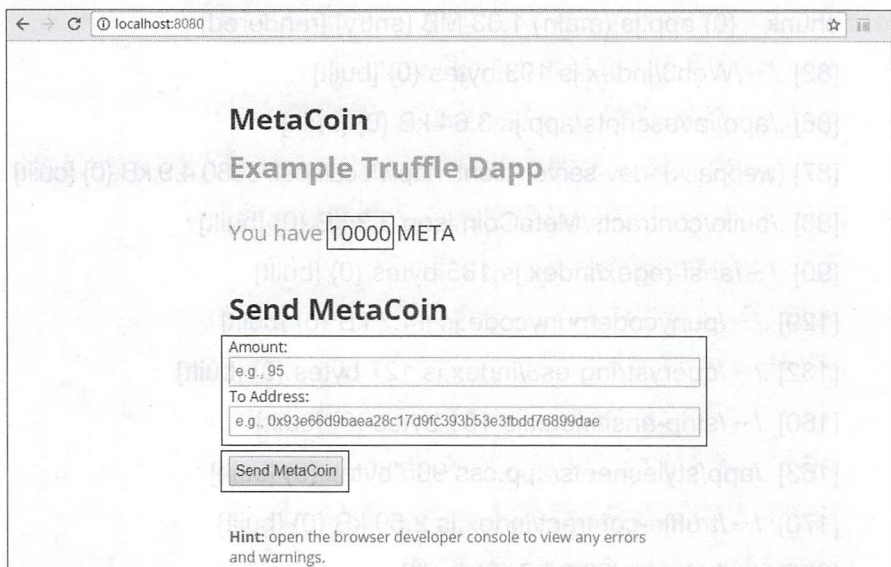 localhost:8080
MetaCoin
Example Truffle Dapp
You have 10000 META
Send MetaCoin
Amount:
e.g., 95
To Address:
e.g., 0x93e66d9baea28c17d9fc393b53e3fbdd76899dae
Send MetaCoin
Hint: open the browser developer console to view any errors
and warnings.